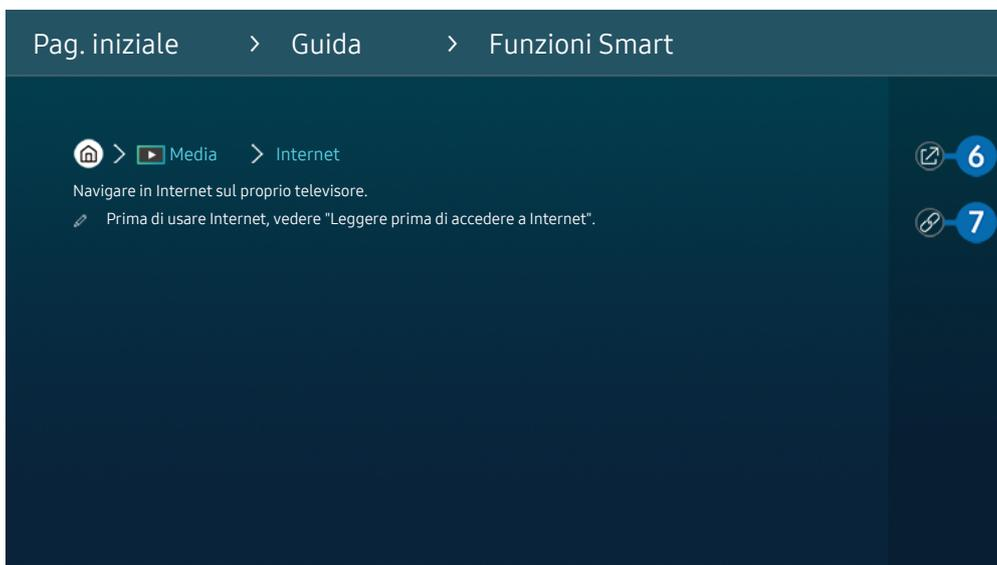 Pag. iniziale > Guida > Funzioni Smart
> Media > Internet
6
Navigare in Internet sul proprio televisore.
Prima di usare Internet, vedere "Leggere prima di accedere a Internet".
7